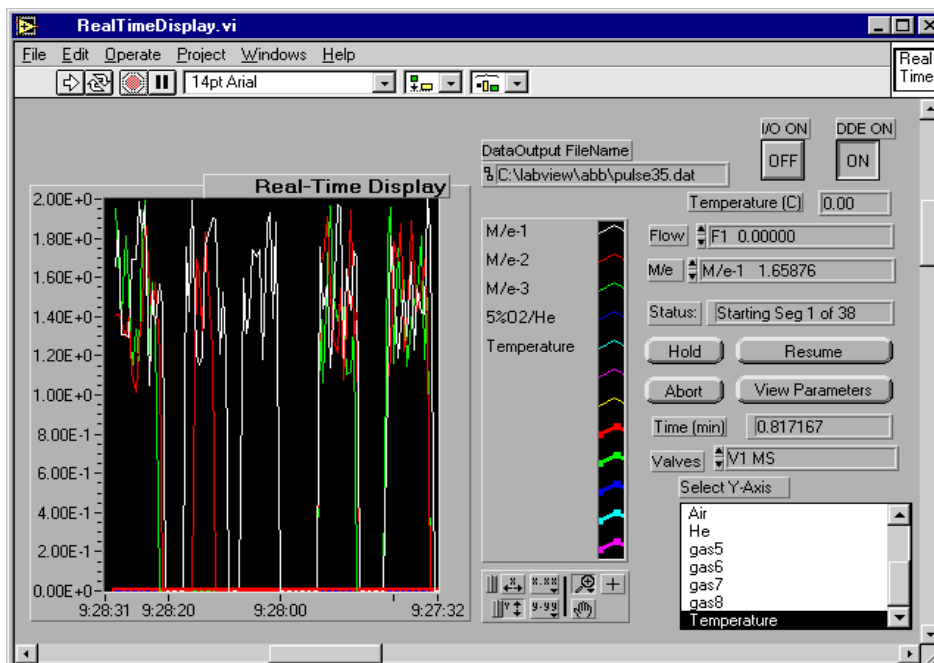 RealTimeDisplay.vi
File Edit Operate Project Windows Help
14pt Arial
Real
Time
I/O ON
DDE ON
OFF
ON
DataOutput FileName
C:\labview\abb\pulse35.dat
Temperature (C) 0.00
Real-Time Display
Flow F1 0.00000
M/e M/e-1 1.65876
Status: Starting Seg 1 of 38
Hold Resume
Abort View Parameters
Time (min) 0.817167
Valves V1 MS
Select Y-Axis
Air
He
gas5
gas6
gas7
gas8
Temperature
M/e-1
M/e-2
M/e-3
5%O2/He
Temperature
2.00E+0
1.80E+0
1.60E+0
1.40E+0
1.20E+0
1.00E+0
8.00E-1
6.00E-1
4.00E-1
2.00E-1
0.00E+0
9:28:31 9:28:20 9:28:00 9:27:32
X x.xx
Y y.yy